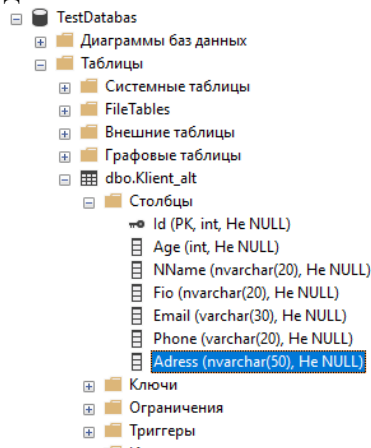 TestDatabas
Диаграммы баз данных
Таблицы
Системные таблицы
FileTables
Внешние таблицы
Графовые таблицы
dbo.Klient_alt
Столбцы
Id (PK, int, Не NULL)
Age (int, Не NULL)
NName (nvarchar(20), Не NULL)
Fio (nvarchar(20), Не NULL)
Email (varchar(30), Не NULL)
Phone (varchar(20), Не NULL)
Adress (nvarchar(50), Не NULL)
Ключи
Ограничения
Триггеры